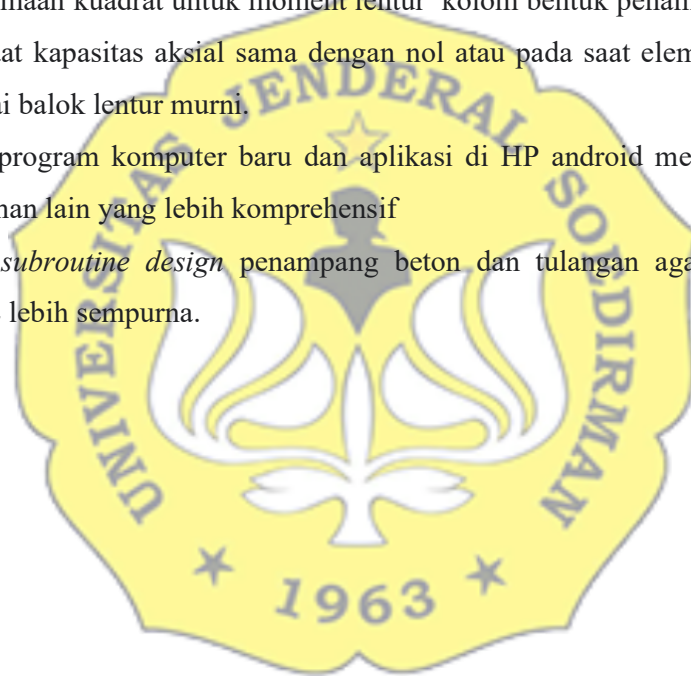 maan kuadrat untuk moment lentur kolom bentuk penam
at kapasitas aksial sama dengan nol atau pada saat elem
ai balok lentur murni.
program komputer baru dan aplikasi di HP android me
han lain yang lebih komprehensif
subroutine design penampang beton dan tulangan aga
lebih sempurna.
UNIVERSITAS JENDERAL SOEDIRMAN
1963